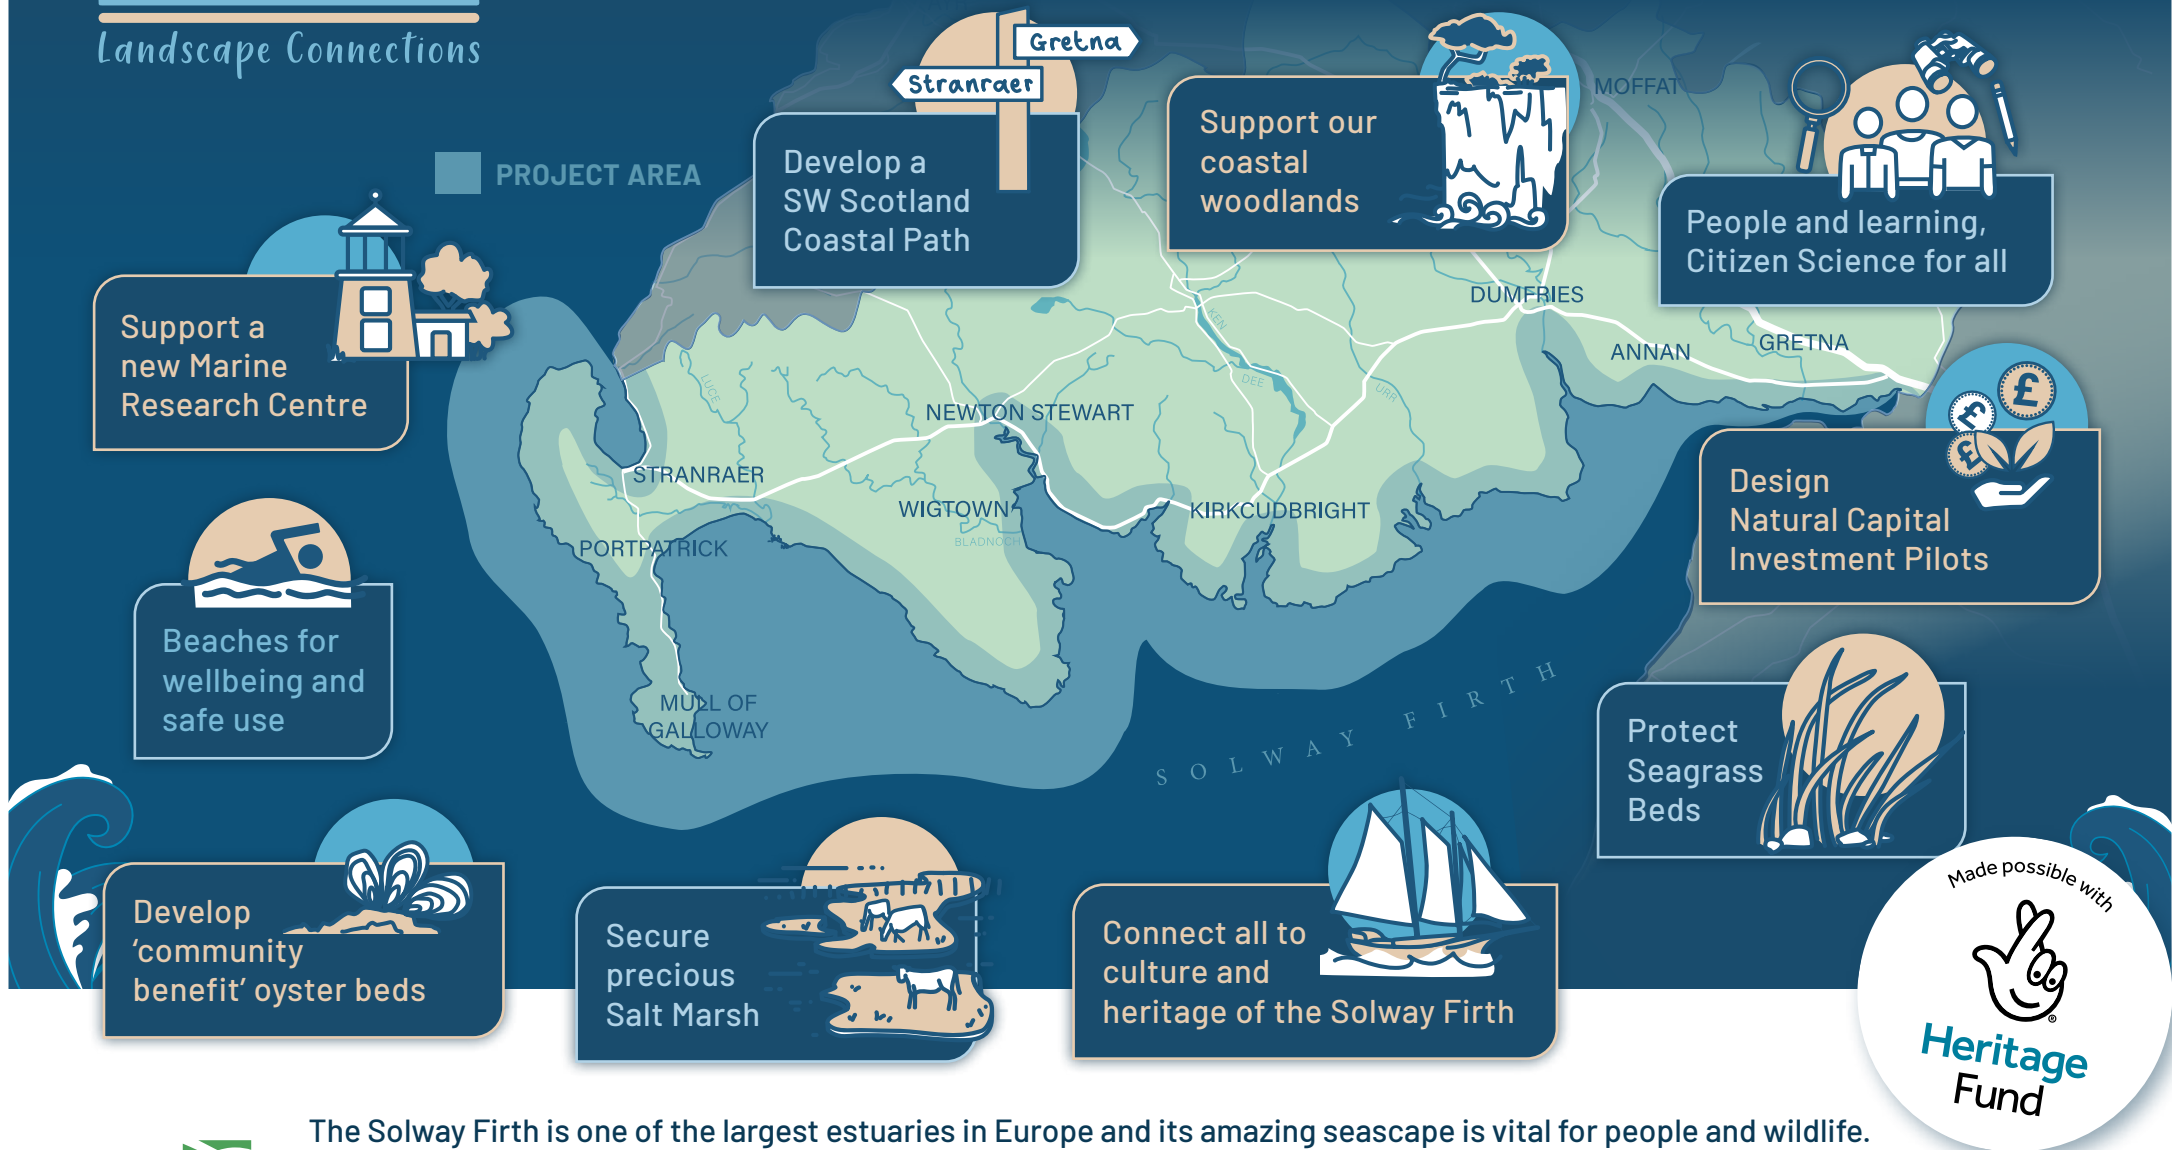 Landscape Connections
PROJECT AREA
Gretna
Stranraer
Develop a
SW Scotland
Coastal Path
Support our
coastal
woodlands
MOFFAT
People and learning,
Citizen Science for all
Support a
new Marine
Research Centre
DUMFRIES
ANNAN
GRETNA
KEN
DEE
URR
LUCE
NEWTON STEWART
STRANRAER
WIGTOWN
BLADNOCH
KIRKCUDBRIGHT
PORTPATRICK
MULL OF
GALLOWAY
SOLWAY FIRTH
£
£
£
Design
Natural Capital
Investment Pilots
Beaches for
wellbeing and
safe use
Protect
Seagrass
Beds
Develop
‘community
benefit’ oyster beds
Secure
precious
Salt Marsh
Connect all to
culture and
heritage of the Solway Firth
Made possible with
®
Heritage
Fund
The Solway Firth is one of the largest estuaries in Europe and its amazing seascape is vital for people and wildlife.